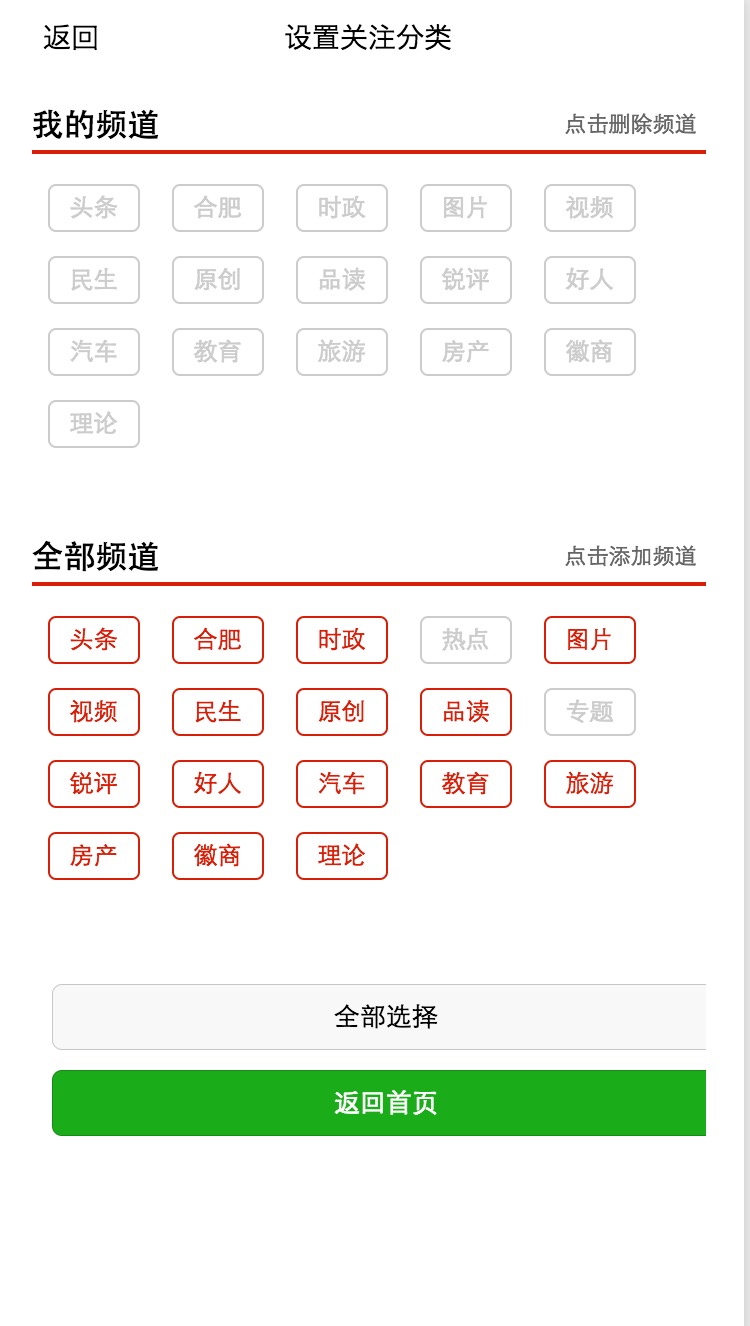 返回 设置关注分类
我的频道 点击删除频道
头条 合肥 时政 图片 视频
民生 原创 品读 锐评 好人
汽车 教育 旅游 房产 徽商
理论
全部频道 点击添加频道
头条 合肥 时政 热点 图片
视频 民生 原创 品读 专题
锐评 好人 汽车 教育 旅游
房产 徽商 理论
全部选择
返回首页